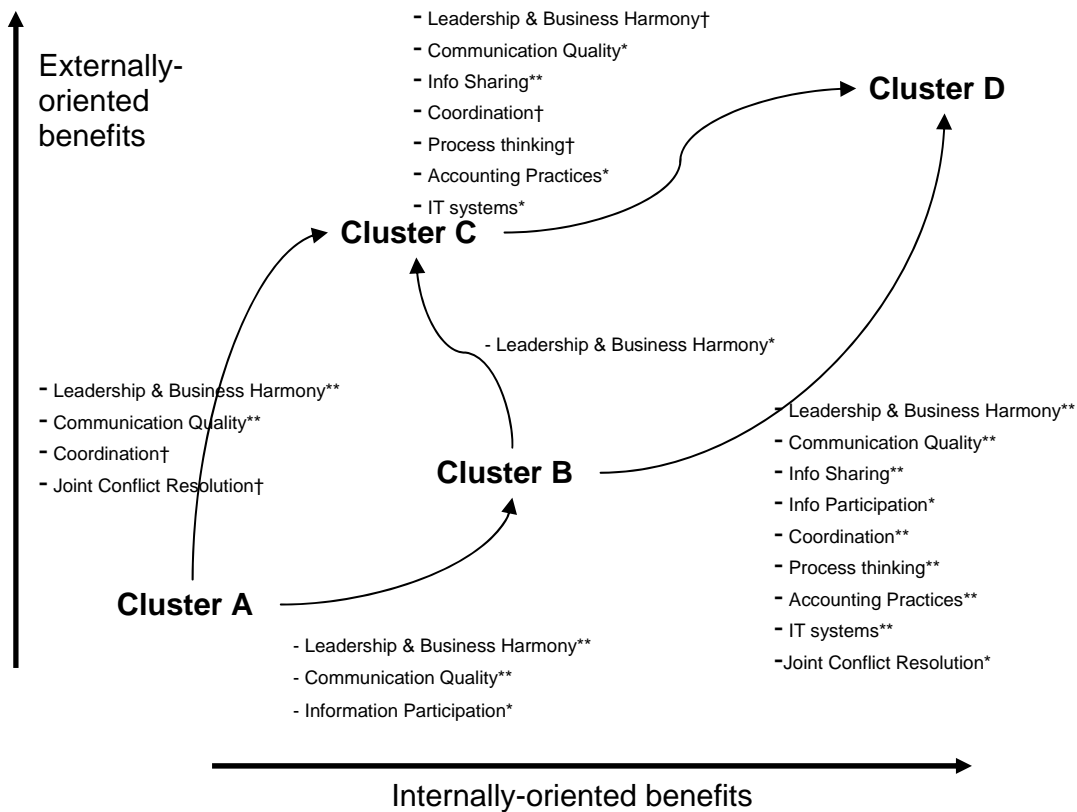 Externally-
oriented
benefits
- Leadership & Business Harmony†
- Communication Quality*
- Info Sharing**
- Coordination†
- Process thinking†
- Accounting Practices*
- IT systems*
Cluster D
Cluster C
- Leadership & Business Harmony*
- Leadership & Business Harmony**
- Communication Quality**
- Coordination†
- Joint Conflict Resolution†
Cluster B
- Leadership & Business Harmony**
- Communication Quality**
- Info Sharing**
- Info Participation*
- Coordination**
- Process thinking**
- Accounting Practices**
- IT systems**
-Joint Conflict Resolution*
Cluster A
- Leadership & Business Harmony**
- Communication Quality**
- Information Participation*
Internally-oriented benefits